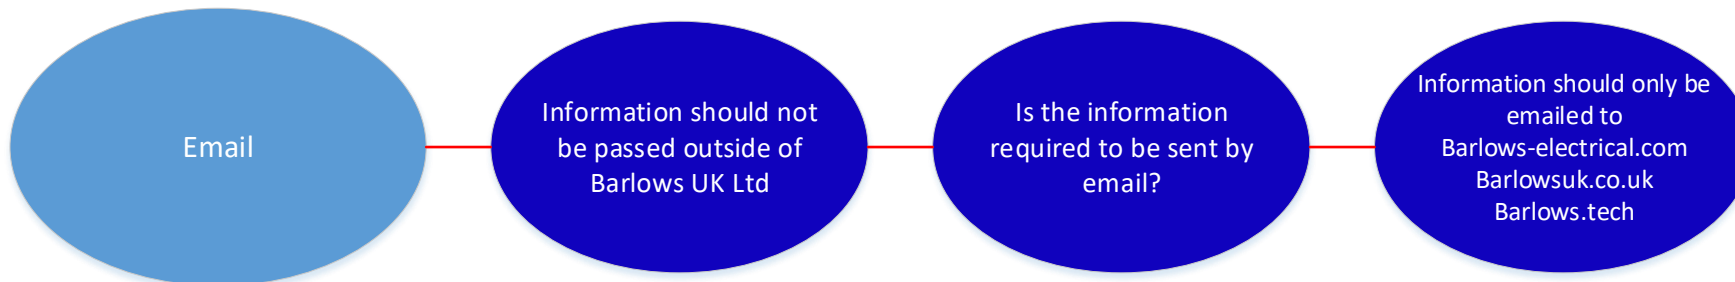 Email
Information should not
be passed outside of
Barlows UK Ltd
Is the information
required to be sent by
email?
Information should only be
emailed to
Barlows-electrical.com
Barlowsuk.co.uk
Barlows.tech